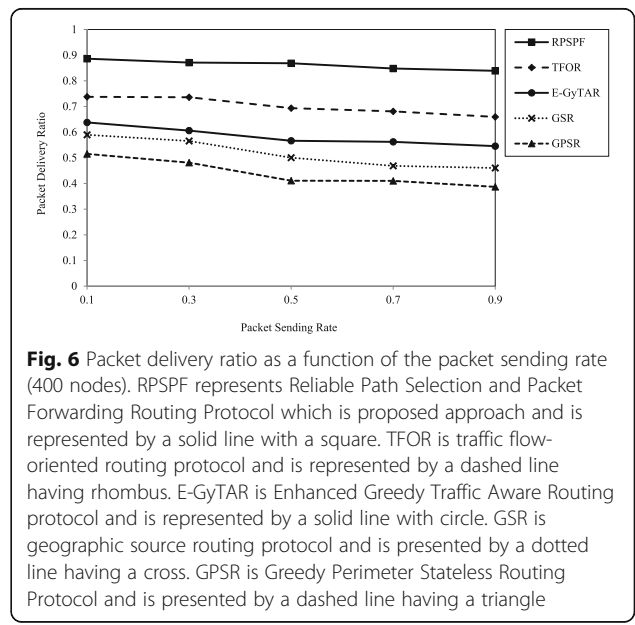 1
0.9
0.8
0.7
0.6
0.5
0.4
0.3
0.2
0.1
0
Packet Delivery Ratio
0.1 0.3 0.5 0.7 0.9
Packet Sending Rate
RPSPF
TFOR
E-GyTAR
GSR
GPSR
Fig. 6 Packet delivery ratio as a function of the packet sending rate
(400 nodes). RPSPF represents Reliable Path Selection and Packet
Forwarding Routing Protocol which is proposed approach and is
represented by a solid line with a square. TFOR is traffic flow-
oriented routing protocol and is represented by a dashed line
having rhombus. E-GyTAR is Enhanced Greedy Traffic Aware Routing
protocol and is represented by a solid line with circle. GSR is
geographic source routing protocol and is presented by a dotted
line having a cross. GPSR is Greedy Perimeter Stateless Routing
Protocol and is presented by a dashed line having a triangle